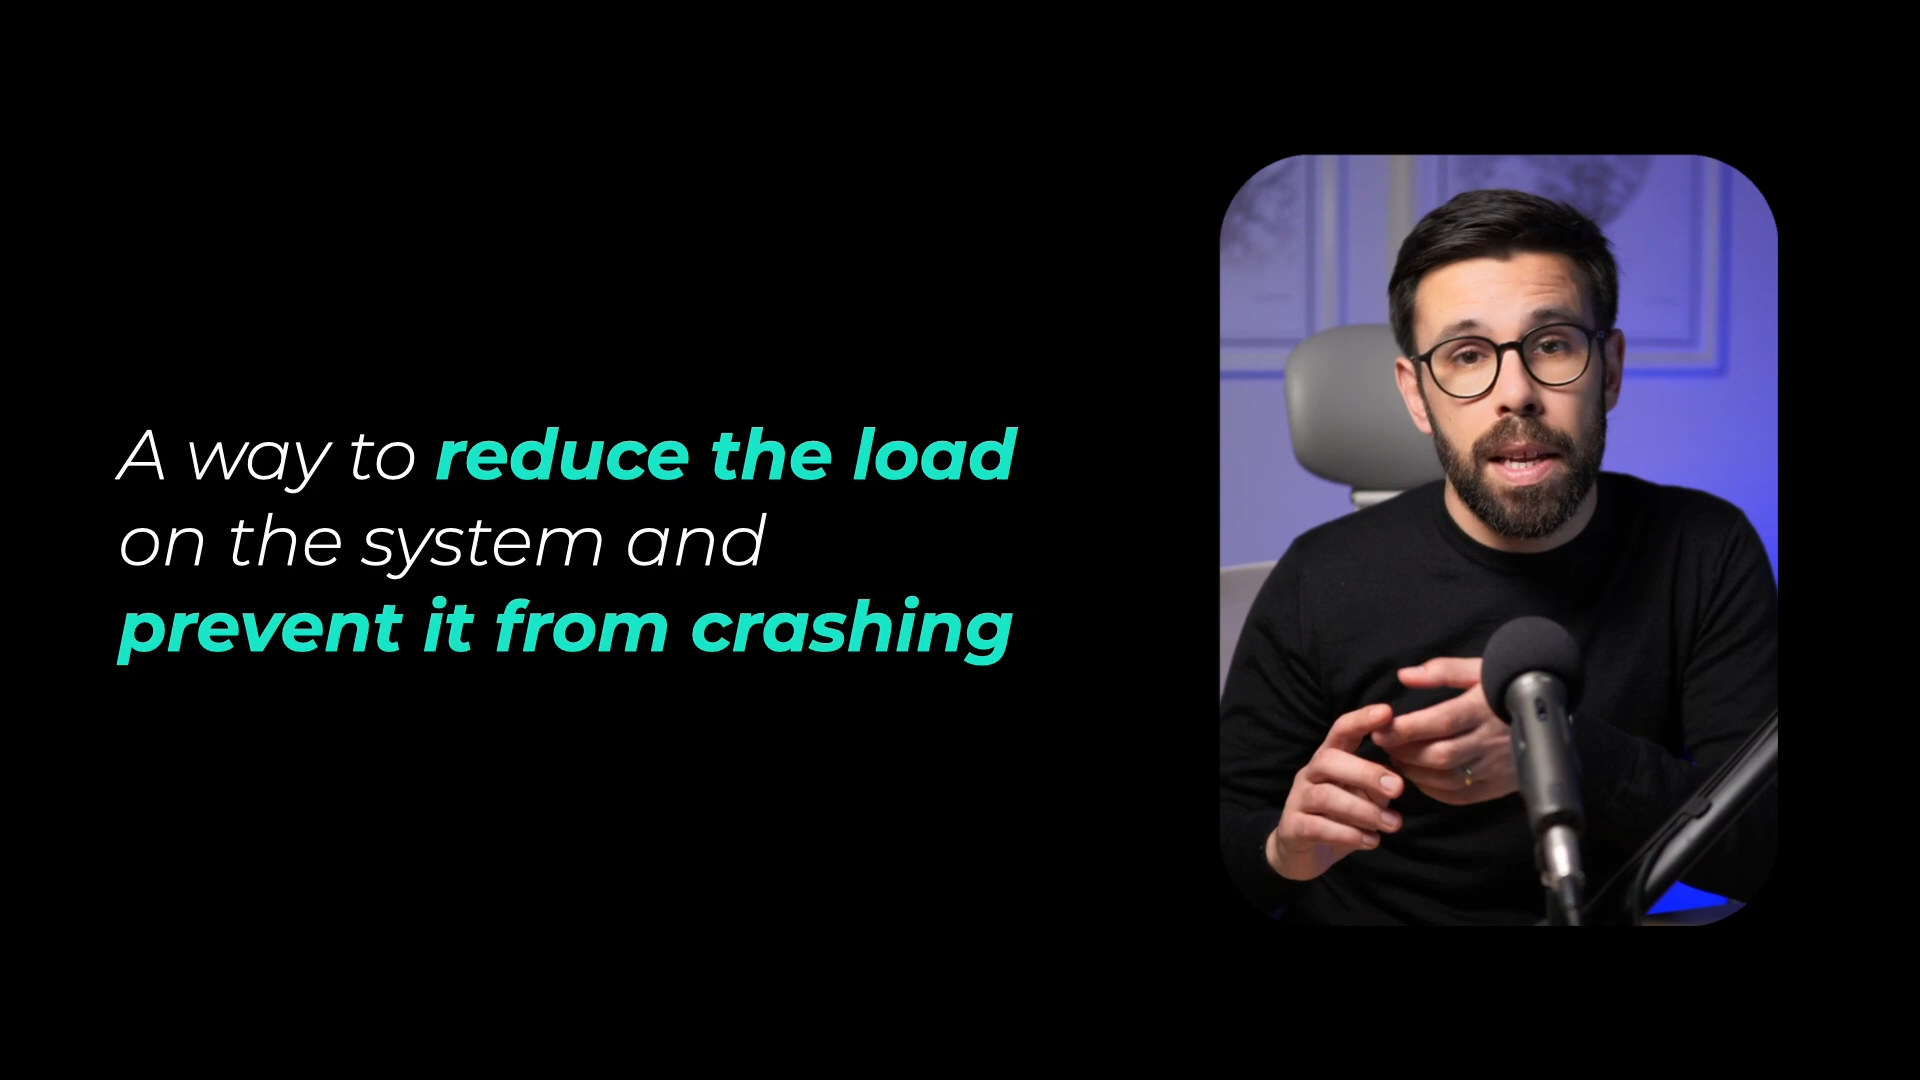 A way to reduce the load
on the system and
prevent it from crashing